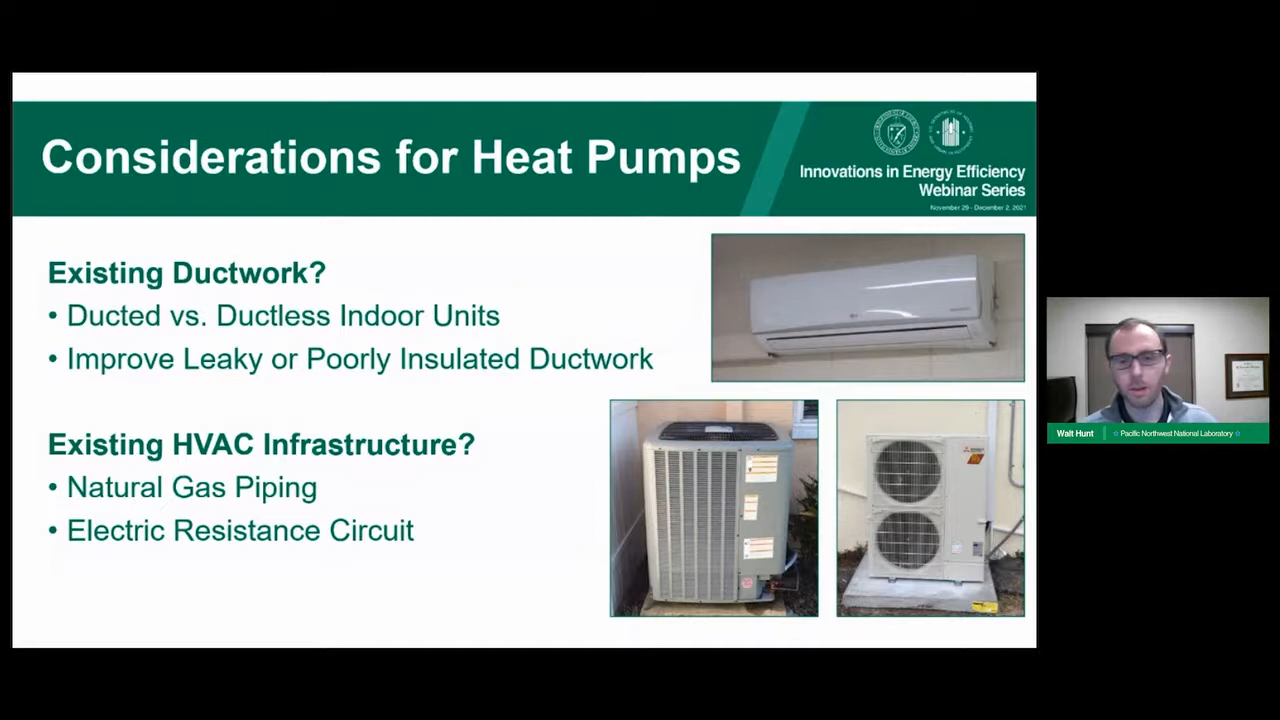 Considerations for Heat Pumps
Innovations in Energy Efficiency
Webinar Series
November 29 - December 2, 2021
Existing Ductwork?
• Ducted vs. Ductless Indoor Units
• Improve Leaky or Poorly Insulated Ductwork
Existing HVAC Infrastructure?
• Natural Gas Piping
• Electric Resistance Circuit
LG
Walt Hunt
Pacific Northwest National Laboratory